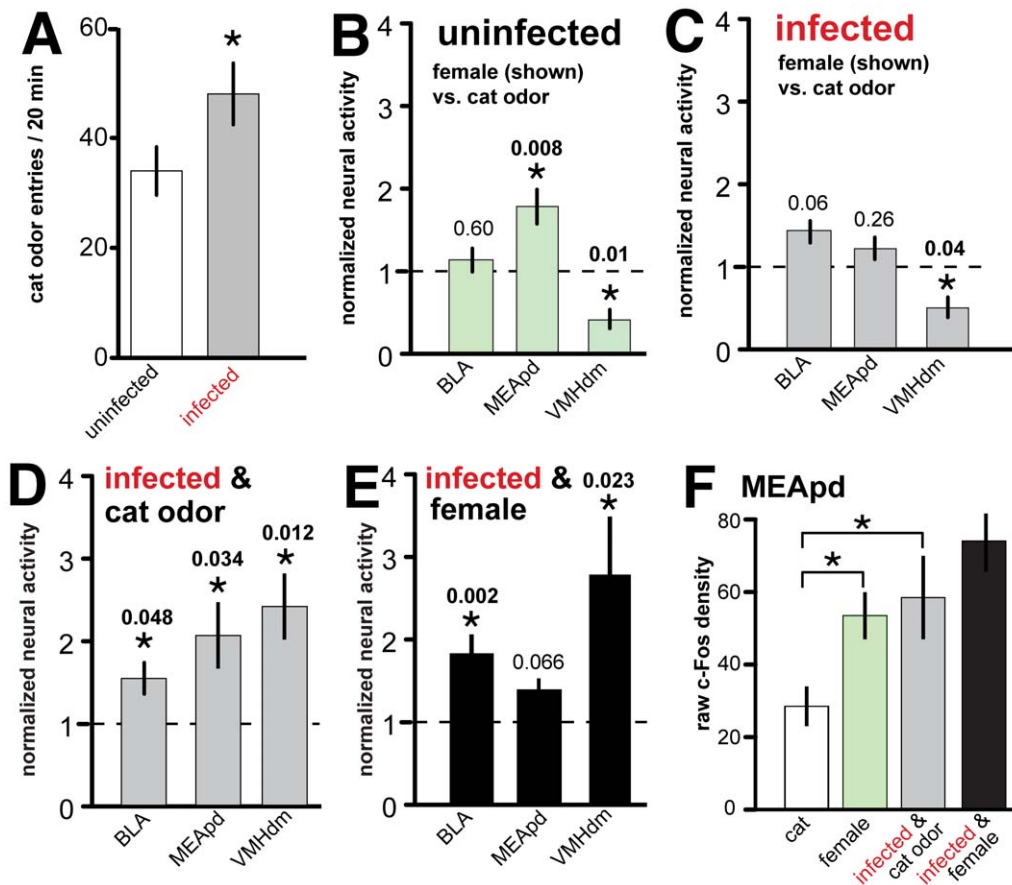 A
cat odor entries / 20 min
60
40
20
0
uninfected
infected
*
B
uninfected
female (shown)
vs. cat odor
normalized neural activity
4
3
2
1
0
0.60
0.008
*
0.01
*
BLA
MEApd
VMHdm
C
infected
female (shown)
vs. cat odor
normalized neural activity
4
3
2
1
0
0.06
0.26
0.04
*
BLA
MEApd
VMHdm
D
infected &
cat odor
normalized neural activity
4
3
2
1
0
0.048
*
0.034
*
0.012
*
BLA
MEApd
VMHdm
E
infected &
female
normalized neural activity
4
3
2
1
0
0.002
*
0.066
0.023
*
BLA
MEApd
VMHdm
F
MEApd
raw c-Fos density
80
60
40
20
0
*
*
cat
female
infected &
cat odor
infected &
female